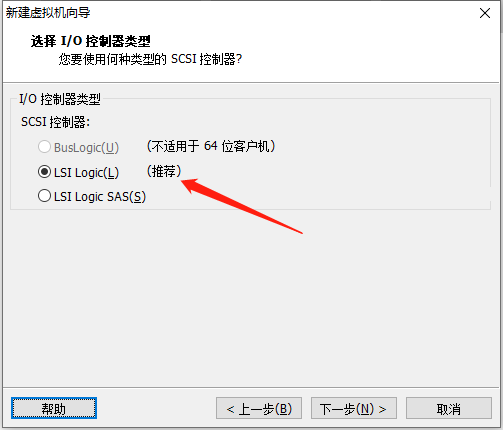 新建虚拟机向导
选择 I/O 控制器类型
您要使用何种类型的 SCSI 控制器?
I/O 控制器类型
SCSI 控制器:
BusLogic(U) (不适用于 64 位客户机)
LSI Logic(L) (推荐)
LSI Logic SAS(S)
帮助 < 上一步(B) 下一步(N) > 取消